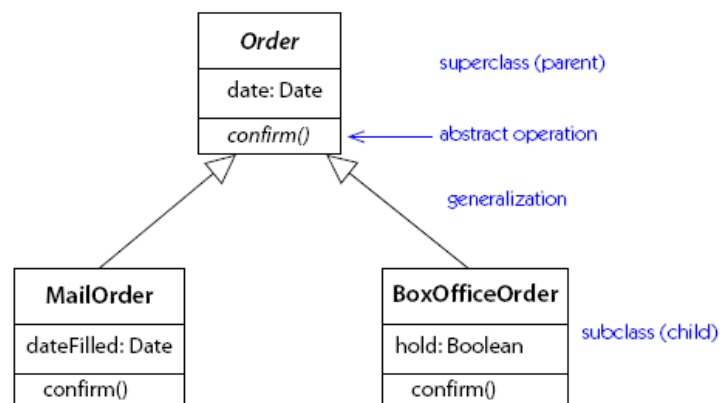 Order
superclass (parent)
date: Date
confirm()
abstract operation
generalization
MailOrder
BoxOfficeOrder
dateFilled: Date
hold: Boolean
subclass (child)
confirm()
confirm()